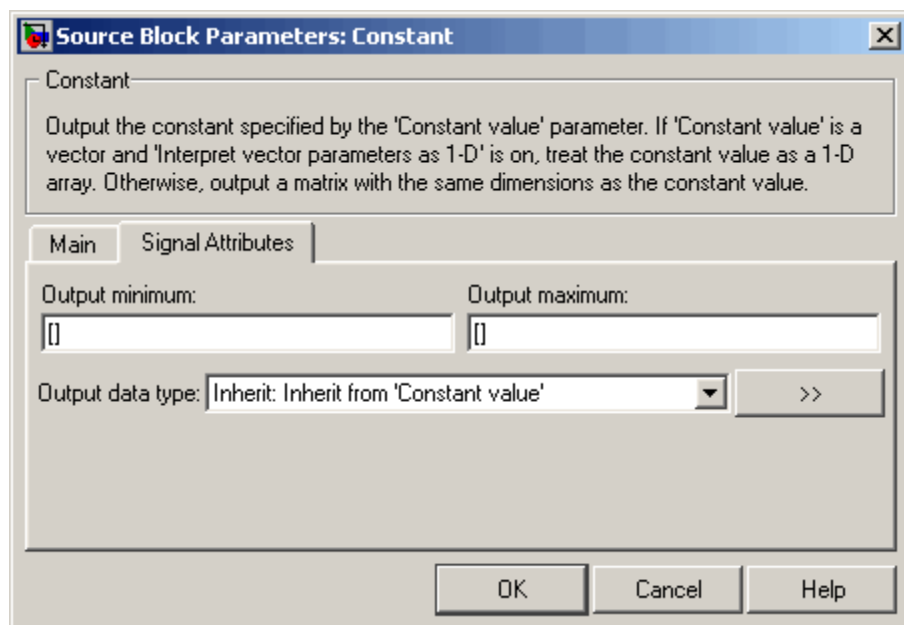 Source Block Parameters: Constant
Constant
Output the constant specified by the 'Constant value' parameter. If 'Constant value' is a
vector and 'Interpret vector parameters as 1-D' is on, treat the constant value as a 1-D
array. Otherwise, output a matrix with the same dimensions as the constant value.
Main Signal Attributes
Output minimum: Output maximum:
[] []
Output data type: Inherit: Inherit from 'Constant value' >>
OK Cancel Help